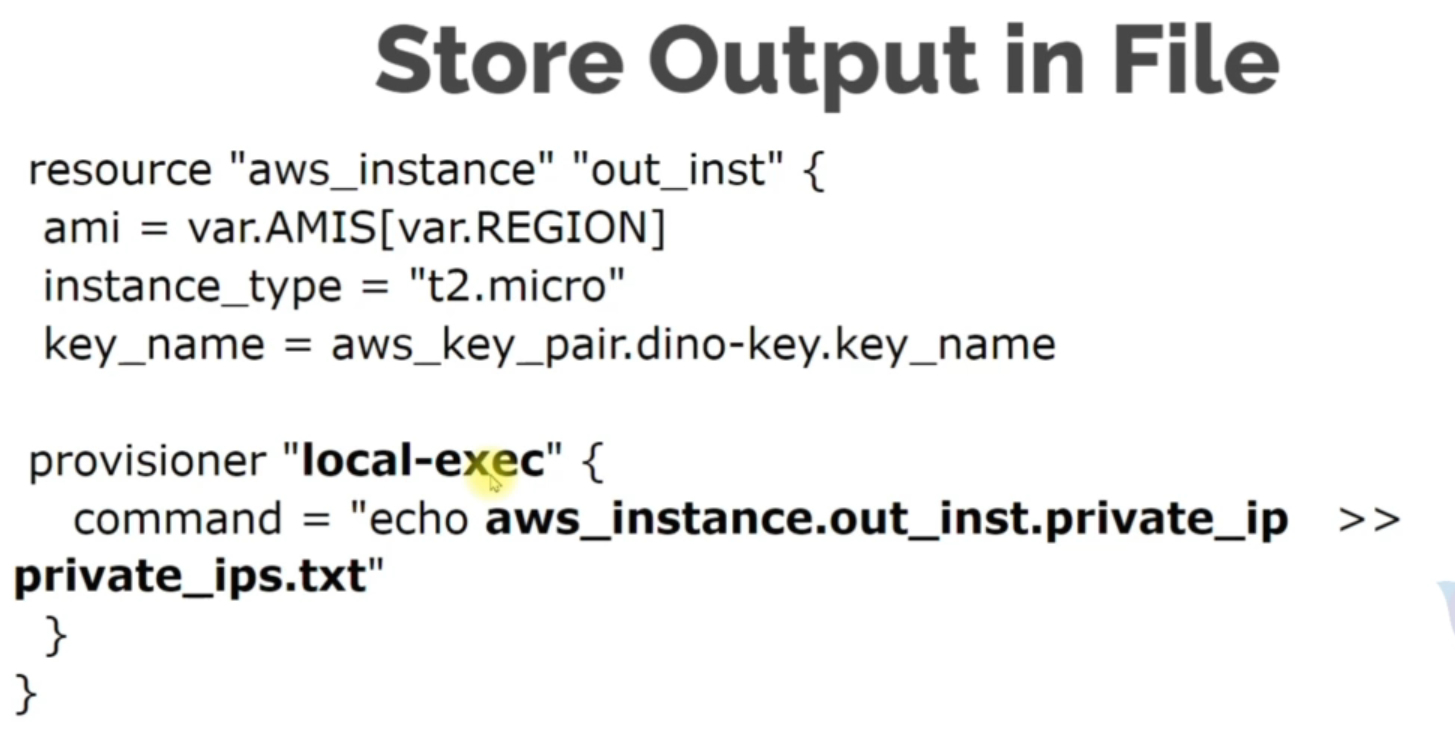 Store Output in File
resource "aws_instance" "out_inst" {
ami = var.AMIS[var.REGION]
instance_type = "t2.micro"
key_name = aws_key_pair.dino-key.key_name
provisioner "local-exec" {
command = "echo aws_instance.out_inst.private_ip >>
private_ips.txt"
}
}